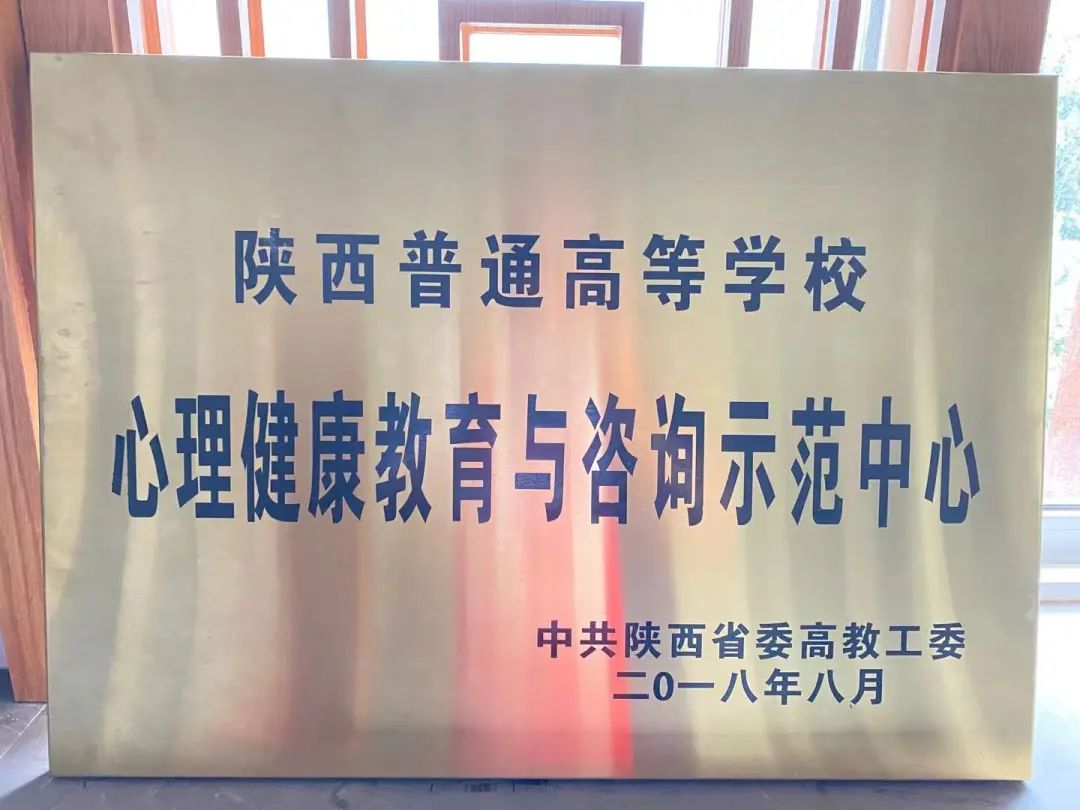 陕西普通高等学校
心理健康教育与咨询示范中心
中共陕西省委高教工委
二0一八年八月